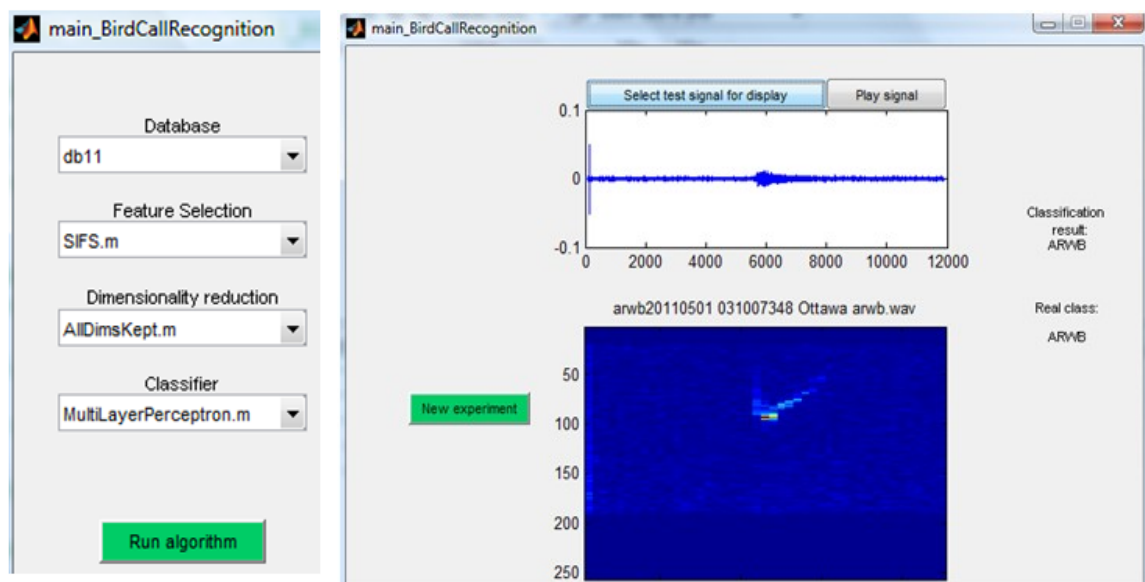 main_BirdCallRecognition
Database
db11
Feature Selection
SIFS.m
Dimensionality reduction
AllDimsKept.m
Classifier
MultiLayerPerceptron.m
Run algorithm
main_BirdCallRecognition
Select test signal for display
Play signal
0.1
0
-0.1
0 2000 4000 6000 8000 10000 12000
Classification
result:
ARWB
arwb20110501 031007348 Ottawa arwb.wav
Real class:
ARWB
50
100
150
200
250
New experiment